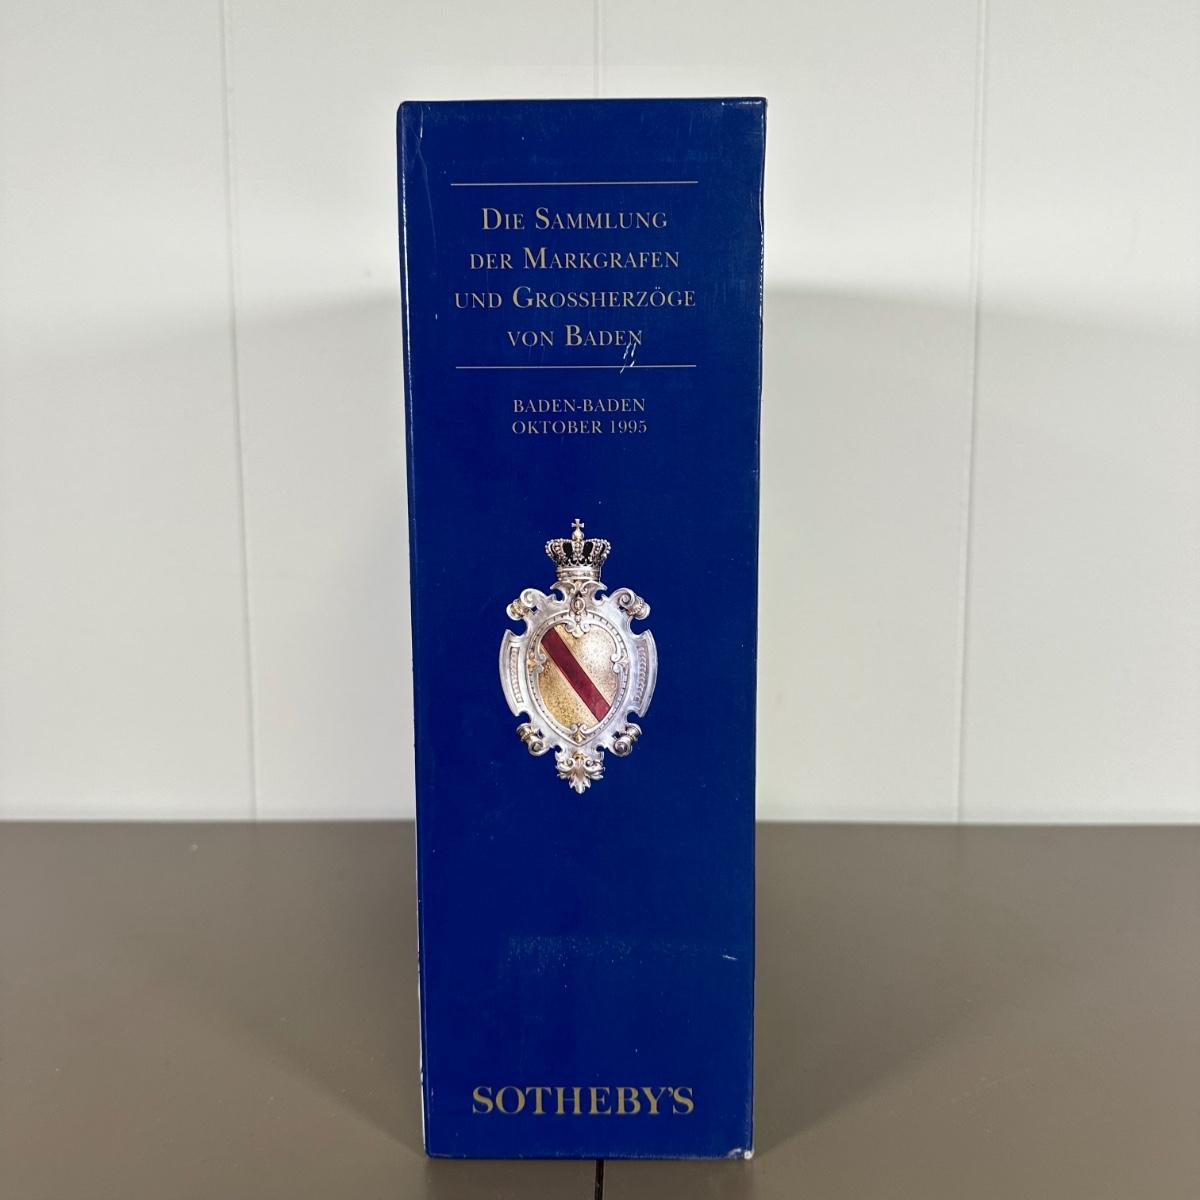 Die Sammlung
der Markgrafen
und Grossherzöge
von Baden
BADEN-BADEN
OKTOBER 1995
SOTHEBY'S